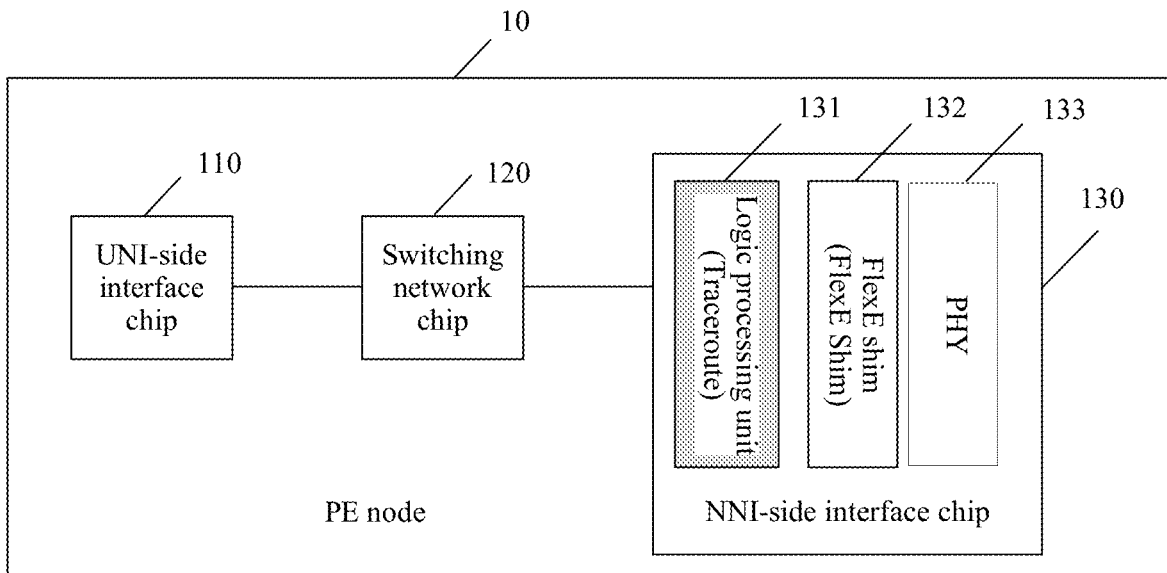 10
131
132
133
110
120
130
UNI-side
interface
chip
Switching
network
chip
Logic processing unit
(Traceroute)
FlexE shim
(FlexE Shim)
PHY
PE node
NNI-side interface chip